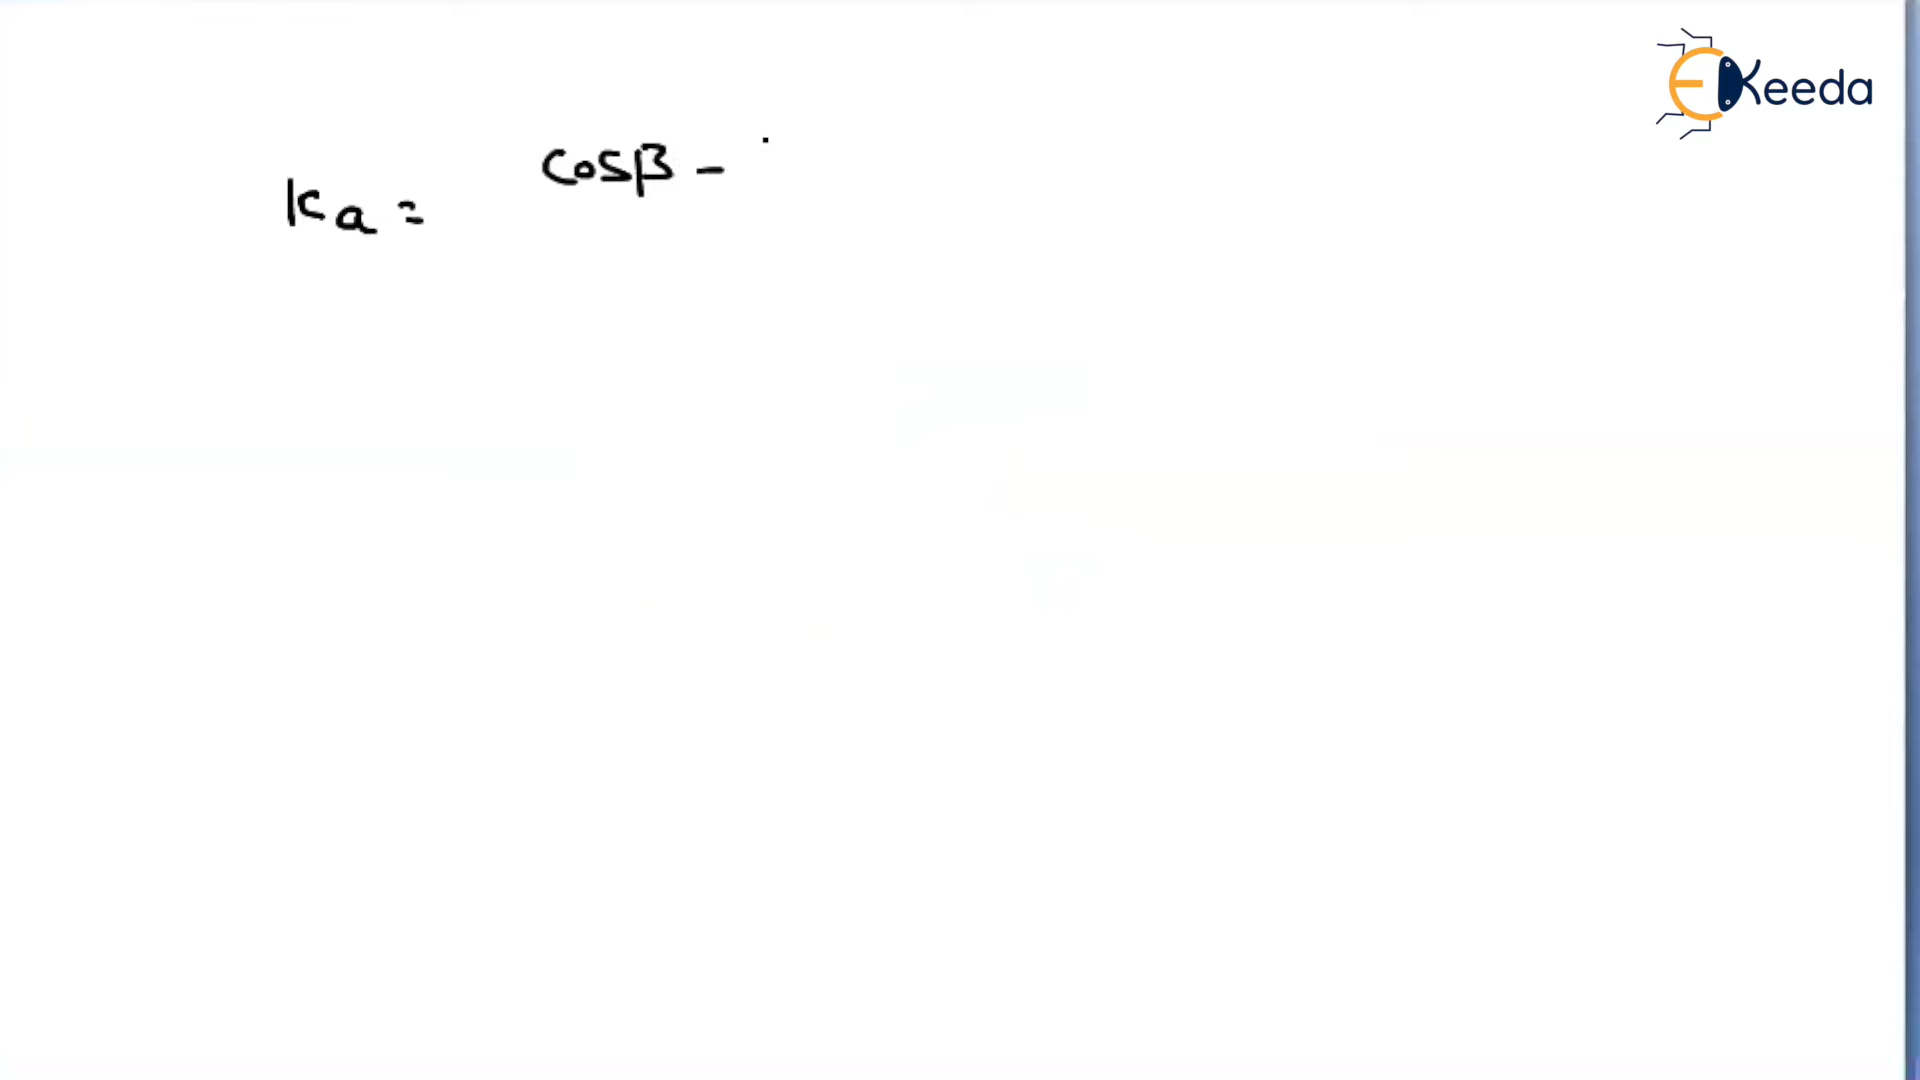 EKeeda
cosβ -
Ka =